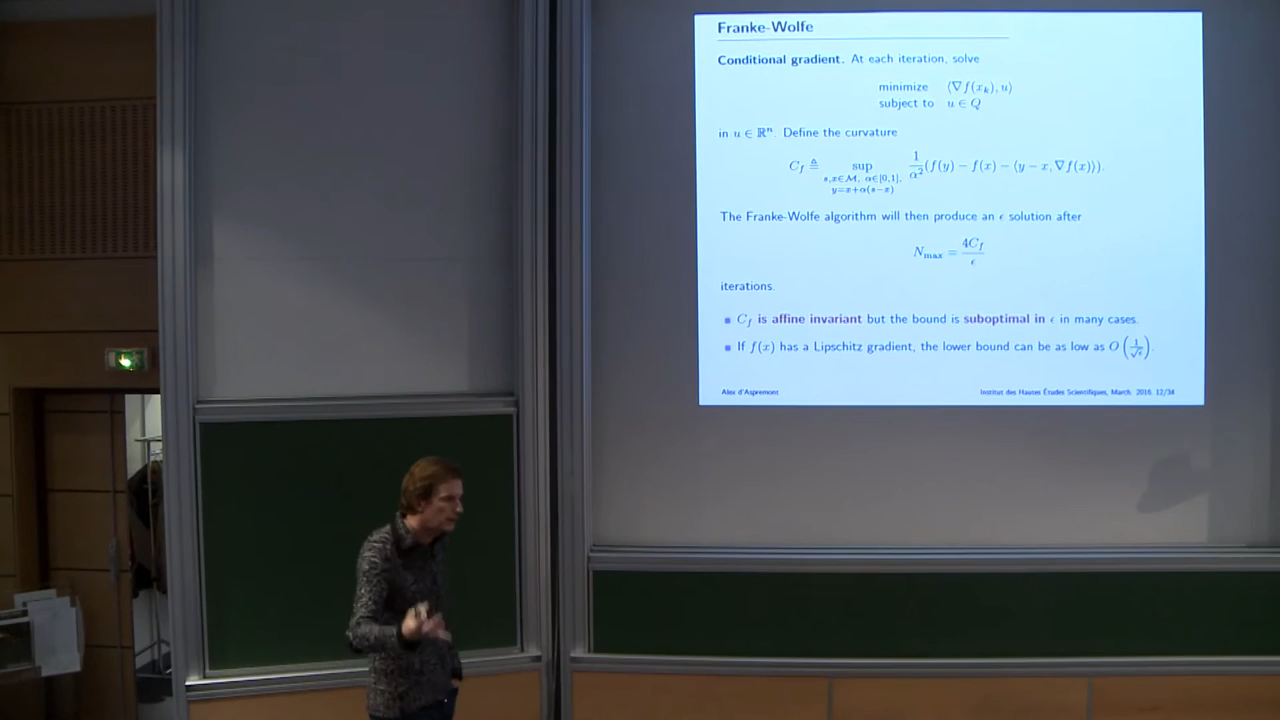 Franke-Wolfe
Conditional gradient. At each iteration, solve
minimize ⟨∇f(x_k), u⟩
subject to u ∈ Q
in u ∈ ℝⁿ. Define the curvature
C_f ≜ sup_{s,x∈M, α∈[0,1], y=x+α(s−x)} 1/α² (f(y) − f(x) − ⟨y − x, ∇f(x)⟩).
The Franke-Wolfe algorithm will then produce an ϵ solution after
N_max = 4C_f/ϵ
iterations.
▪ C_f is affine invariant but the bound is suboptimal in ϵ in many cases.
▪ If f(x) has a Lipschitz gradient, the lower bound can be as low as O(1/√ϵ).
Alex d'Aspremont Institut des Hautes Études Scientifiques, March, 2016. 12/34